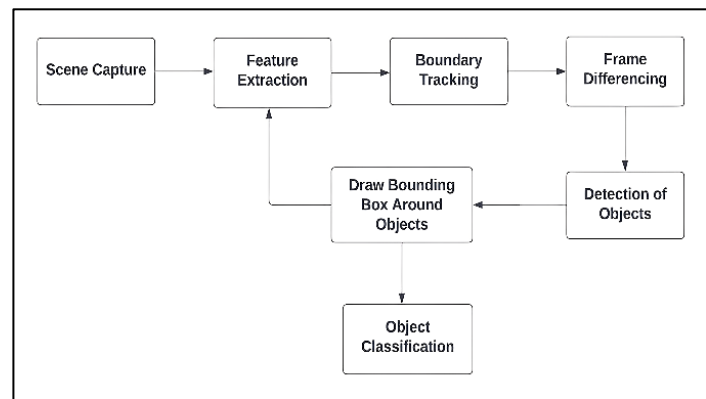 Scene Capture
Feature
Extraction
Boundary
Tracking
Frame
Differencing
Draw Bounding
Box Around
Objects
Detection of
Objects
Object
Classification